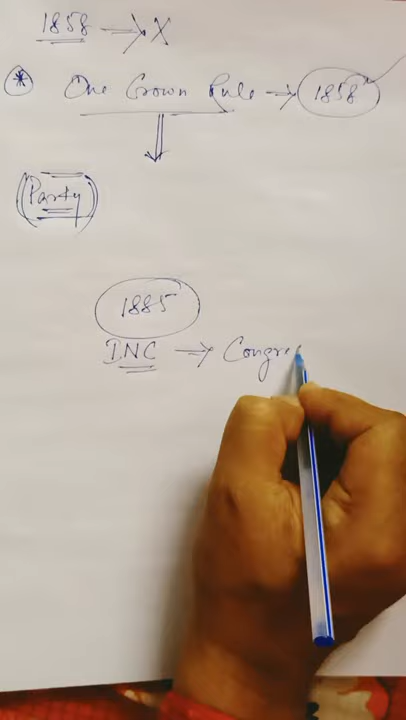 1858 → X
* One Crown Rule → 1858
(Party)
1885
INC → Congre